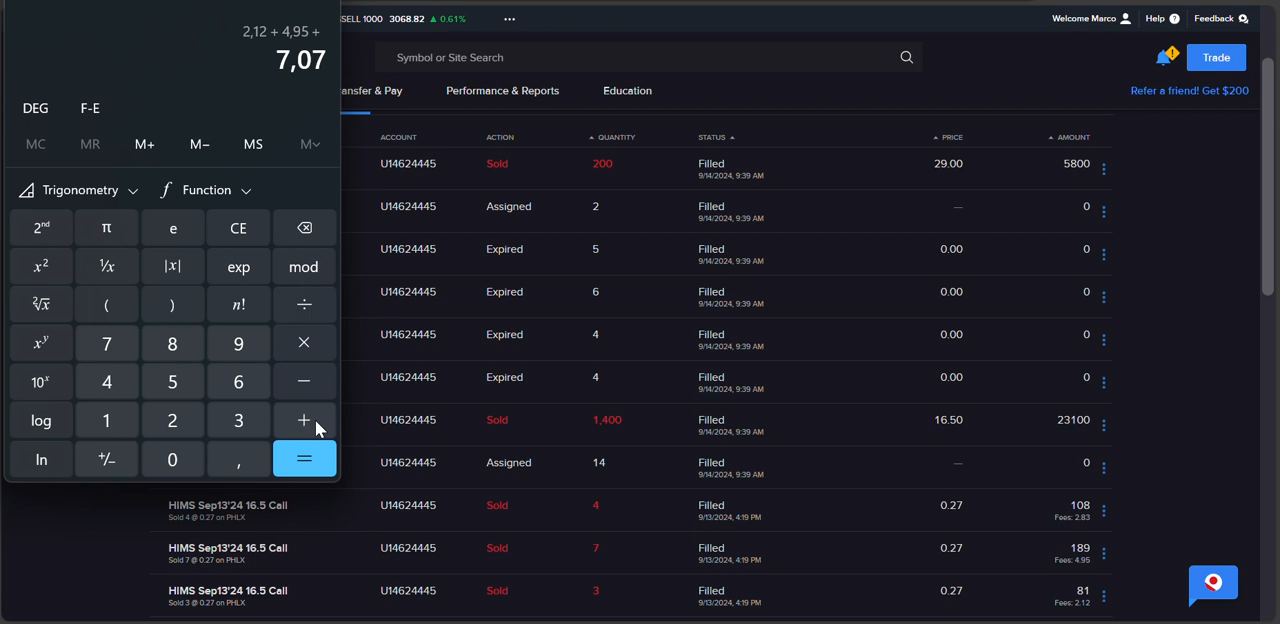 2,12 + 4,95 +
7,07
DEG F-E
MC MR M+ M− MS M˅
Trigonometry Function
2nd π e CE
x² ¹/x |x| exp mod
²√x ( ) n! ÷
xʸ 7 8 9 ×
10ˣ 4 5 6 −
log 1 2 3 +
ln +/− 0 , =
SELL 1000 3068.82 ▲ 0.61% ••• Welcome Marco Help ? Feedback
Symbol or Site Search ! Trade
ansfer & Pay Performance & Reports Education Refer a friend! Get $200
ACCOUNT ACTION ▲ QUANTITY STATUS ▲ ▲ PRICE ▲ AMOUNT
U14624445 Sold 200 Filled 29.00 5800
9/14/2024, 9:39 AM
U14624445 Assigned 2 Filled — 0
9/14/2024, 9:39 AM
U14624445 Expired 5 Filled 0.00 0
9/14/2024, 9:39 AM
U14624445 Expired 6 Filled 0.00 0
9/14/2024, 9:39 AM
U14624445 Expired 4 Filled 0.00 0
9/14/2024, 9:39 AM
U14624445 Expired 4 Filled 0.00 0
9/14/2024, 9:39 AM
U14624445 Sold 1,400 Filled 16.50 23100
9/14/2024, 9:39 AM
U14624445 Assigned 14 Filled — 0
9/14/2024, 9:39 AM
HIMS Sep13'24 16.5 Call U14624445 Sold 4 Filled 0.27 108
Sold 4 @ 0.27 on PHLX 9/13/2024, 4:19 PM Fees: 2.83
HIMS Sep13'24 16.5 Call U14624445 Sold 7 Filled 0.27 189
Sold 7 @ 0.27 on PHLX 9/13/2024, 4:19 PM Fees: 4.95
HIMS Sep13'24 16.5 Call U14624445 Sold 3 Filled 0.27 81
Sold 3 @ 0.27 on PHLX 9/13/2024, 4:19 PM Fees: 2.12